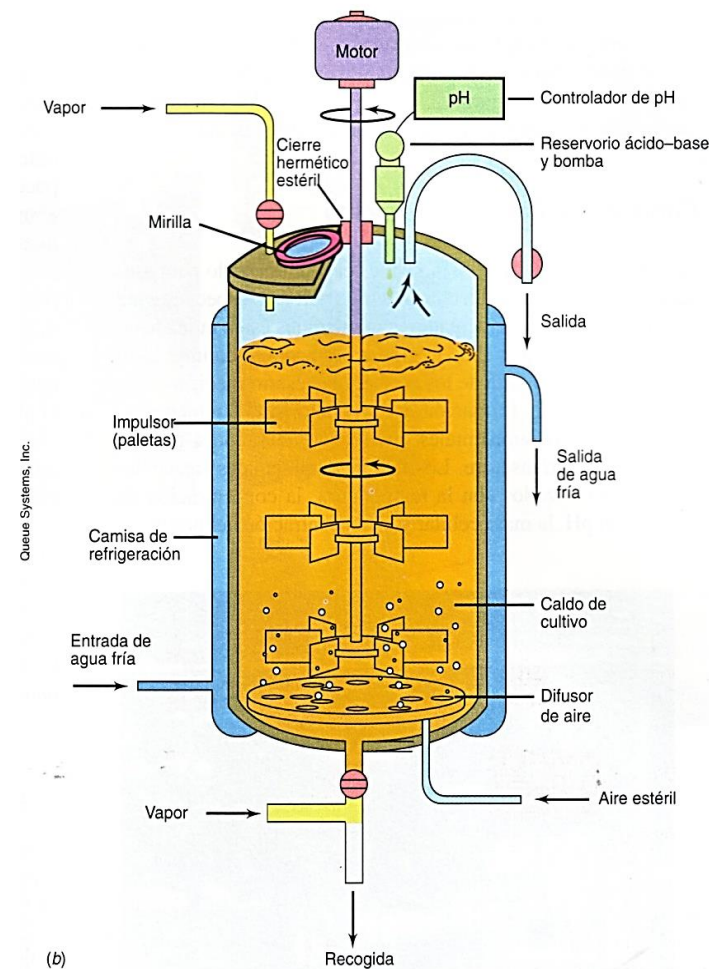 Motor
pH
Controlador de pH
Vapor
Reservorio ácido–base
y bomba
Cierre
hermético
estéril
Mirilla
Salida
Impulsor
(paletas)
Salida
de agua
fría
Queue Systems, Inc.
Camisa de
refrigeración
Caldo de
cultivo
Entrada de
agua fría
Difusor
de aire
Aire estéril
Vapor
(b)
Recogida